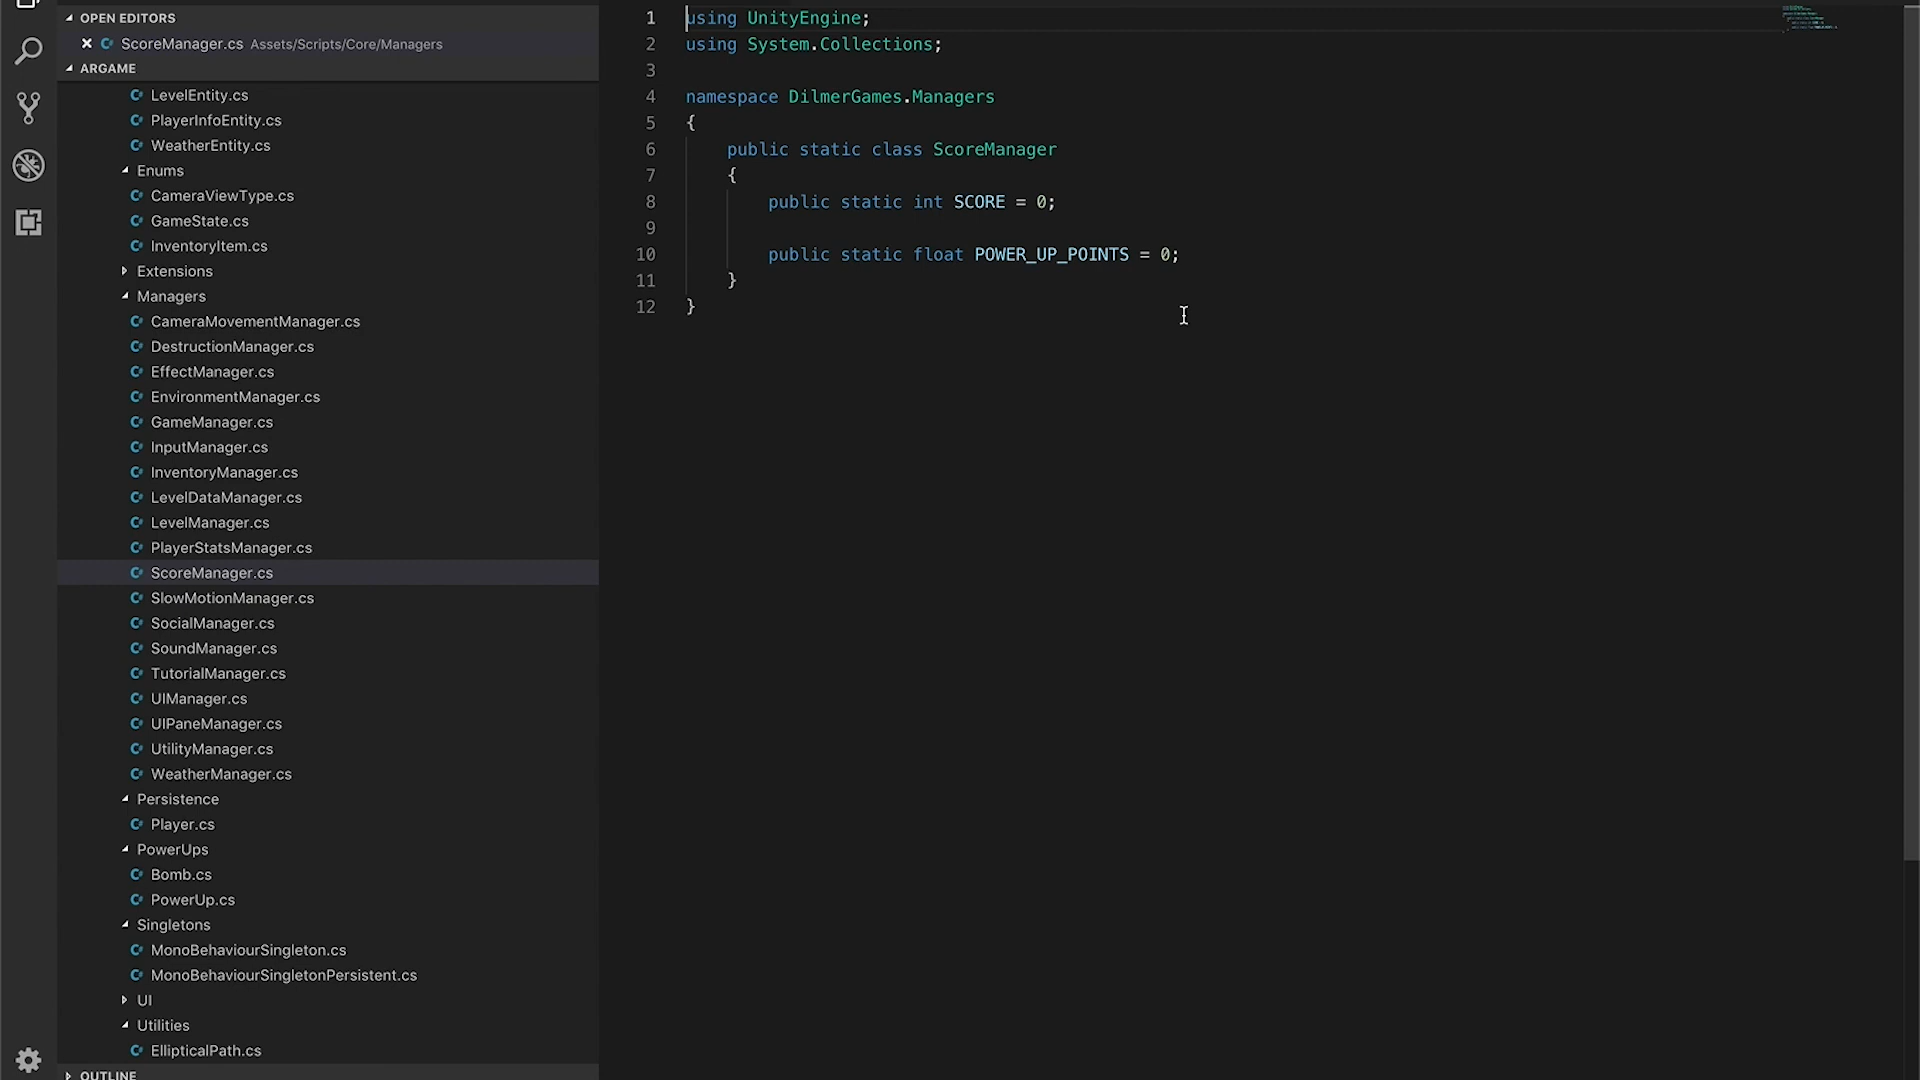 OPEN EDITORS
ScoreManager.cs Assets/Scripts/Core/Managers
ARGAME
LevelEntity.cs
PlayerInfoEntity.cs
WeatherEntity.cs
Enums
CameraViewType.cs
GameState.cs
InventoryItem.cs
Extensions
Managers
CameraMovementManager.cs
DestructionManager.cs
EffectManager.cs
EnvironmentManager.cs
GameManager.cs
InputManager.cs
InventoryManager.cs
LevelDataManager.cs
LevelManager.cs
PlayerStatsManager.cs
ScoreManager.cs
SlowMotionManager.cs
SocialManager.cs
SoundManager.cs
TutorialManager.cs
UIManager.cs
UIPaneManager.cs
UtilityManager.cs
WeatherManager.cs
Persistence
Player.cs
PowerUps
Bomb.cs
PowerUp.cs
Singletons
MonoBehaviourSingleton.cs
MonoBehaviourSingletonPersistent.cs
UI
Utilities
EllipticalPath.cs
OUTLINE
1 using UnityEngine;
2 using System.Collections;
3
4 namespace DilmerGames.Managers
5 {
6 public static class ScoreManager
7 {
8 public static int SCORE = 0;
9
10 public static float POWER_UP_POINTS = 0;
11 }
12 }